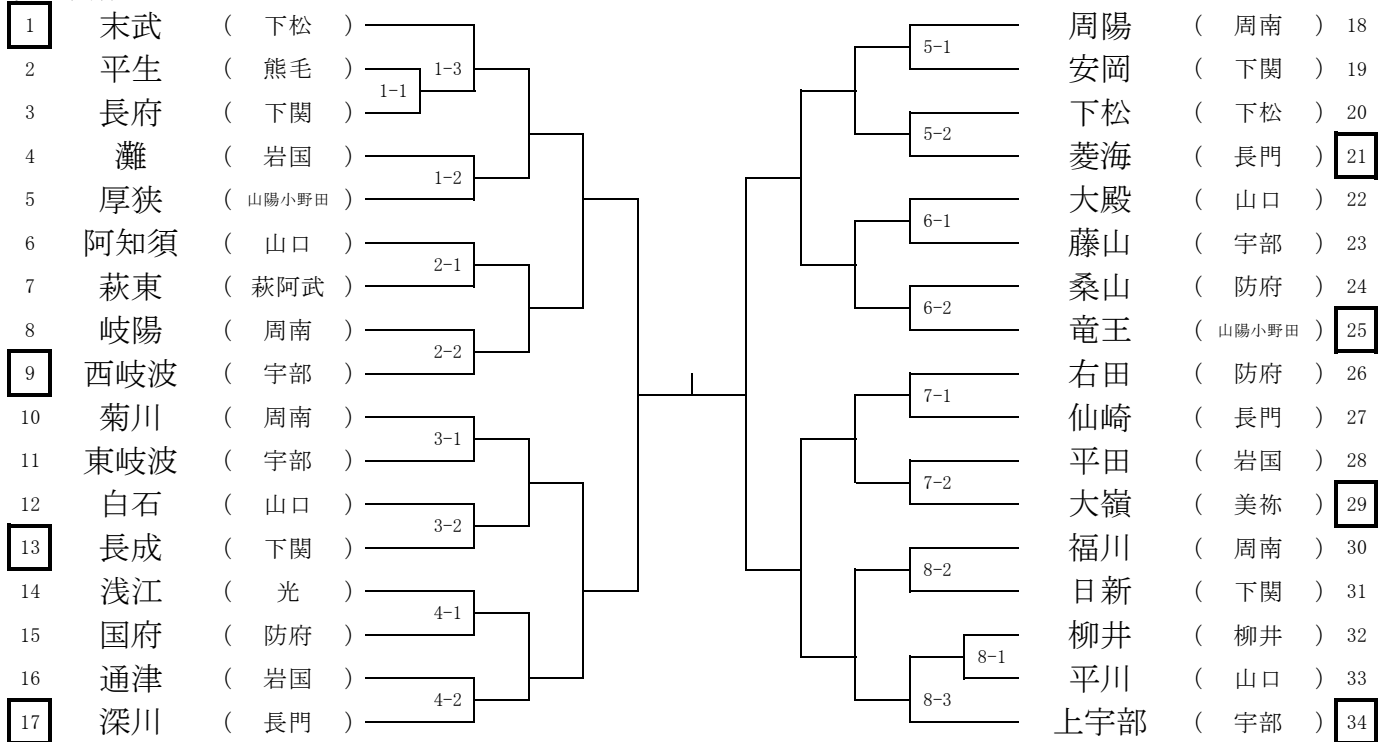 1 末武 ( 下松 ) 周陽 ( 周南 ) 18
5-1
2 平生 ( 熊毛 ) 1-3 安岡 ( 下関 ) 19
1-1
3 長府 ( 下関 ) 下松 ( 下松 ) 20
5-2
4 灘 ( 岩国 ) 菱海 ( 長門 ) 21
1-2
5 厚狭 ( 山陽小野田 ) 大殿 ( 山口 ) 22
6-1
6 阿知須 ( 山口 ) 藤山 ( 宇部 ) 23
2-1
7 萩東 ( 萩阿武 ) 桑山 ( 防府 ) 24
6-2
8 岐陽 ( 周南 ) 竜王 ( 山陽小野田 ) 25
2-2
9 西岐波 ( 宇部 ) 右田 ( 防府 ) 26
7-1
10 菊川 ( 周南 ) 仙崎 ( 長門 ) 27
3-1
11 東岐波 ( 宇部 ) 平田 ( 岩国 ) 28
7-2
12 白石 ( 山口 ) 大嶺 ( 美祢 ) 29
3-2
13 長成 ( 下関 ) 福川 ( 周南 ) 30
8-2
14 浅江 ( 光 ) 日新 ( 下関 ) 31
4-1
15 国府 ( 防府 ) 柳井 ( 柳井 ) 32
8-1
16 通津 ( 岩国 ) 平川 ( 山口 ) 33
4-2 8-3
17 深川 ( 長門 ) 上宇部 ( 宇部 ) 34